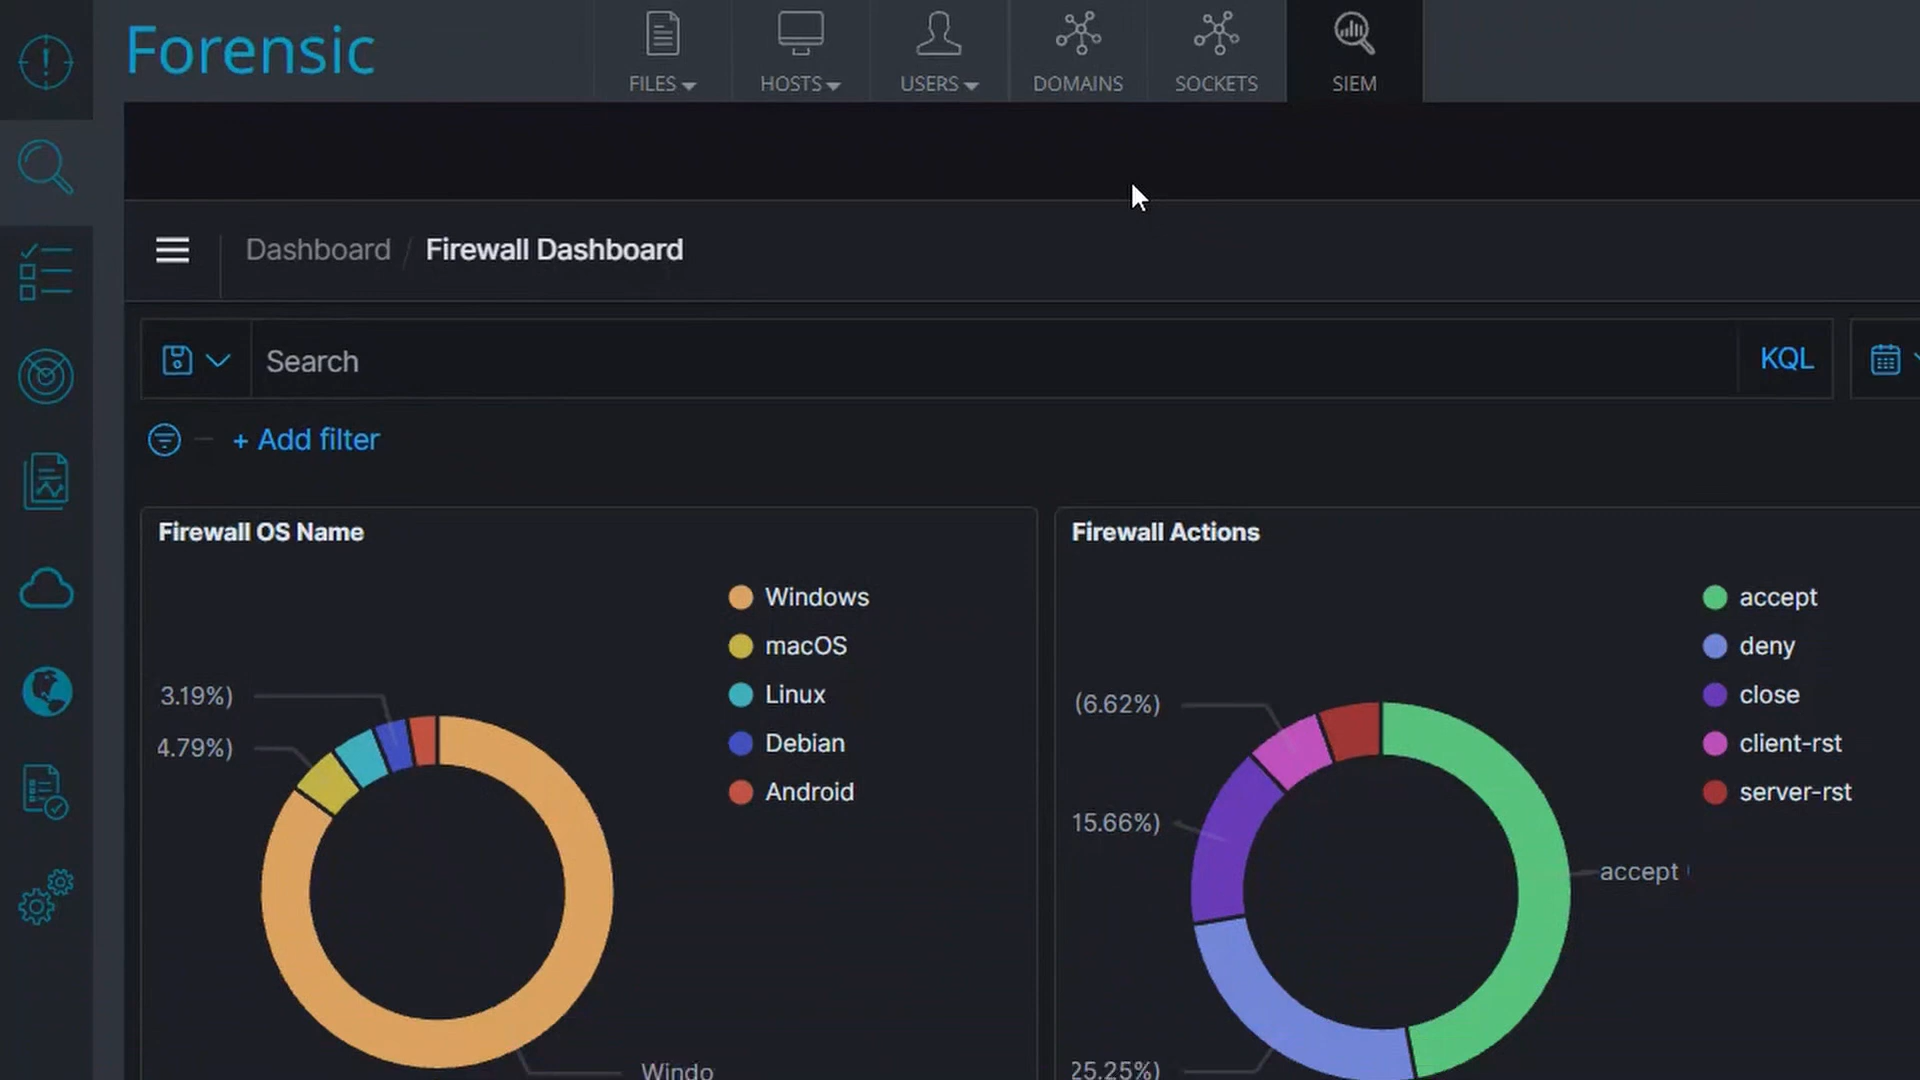 Forensic
FILES
HOSTS
USERS
DOMAINS
SOCKETS
SIEM
Dashboard / Firewall Dashboard
Search
KQL
+ Add filter
Firewall OS Name
Windows
macOS
Linux
Debian
Android
3.19%)
4.79%)
Windo
Firewall Actions
accept
deny
close
client-rst
server-rst
(6.62%)
15.66%)
accept
25.25%)